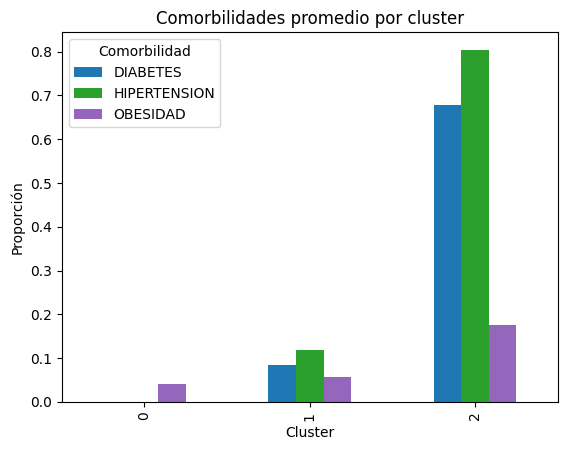 Comorbilidades promedio por cluster
Comorbilidad
DIABETES
HIPERTENSION
OBESIDAD
Proporción
0.8
0.7
0.6
0.5
0.4
0.3
0.2
0.1
0.0
0
1
2
Cluster